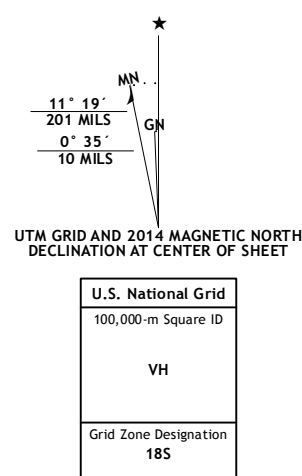 ★
MN
GN
11° 19´
201 MILS
0° 35´
10 MILS
UTM GRID AND 2014 MAGNETIC NORTH
DECLINATION AT CENTER OF SHEET
U.S. National Grid
100,000-m Square ID
VH
Grid Zone Designation
18S